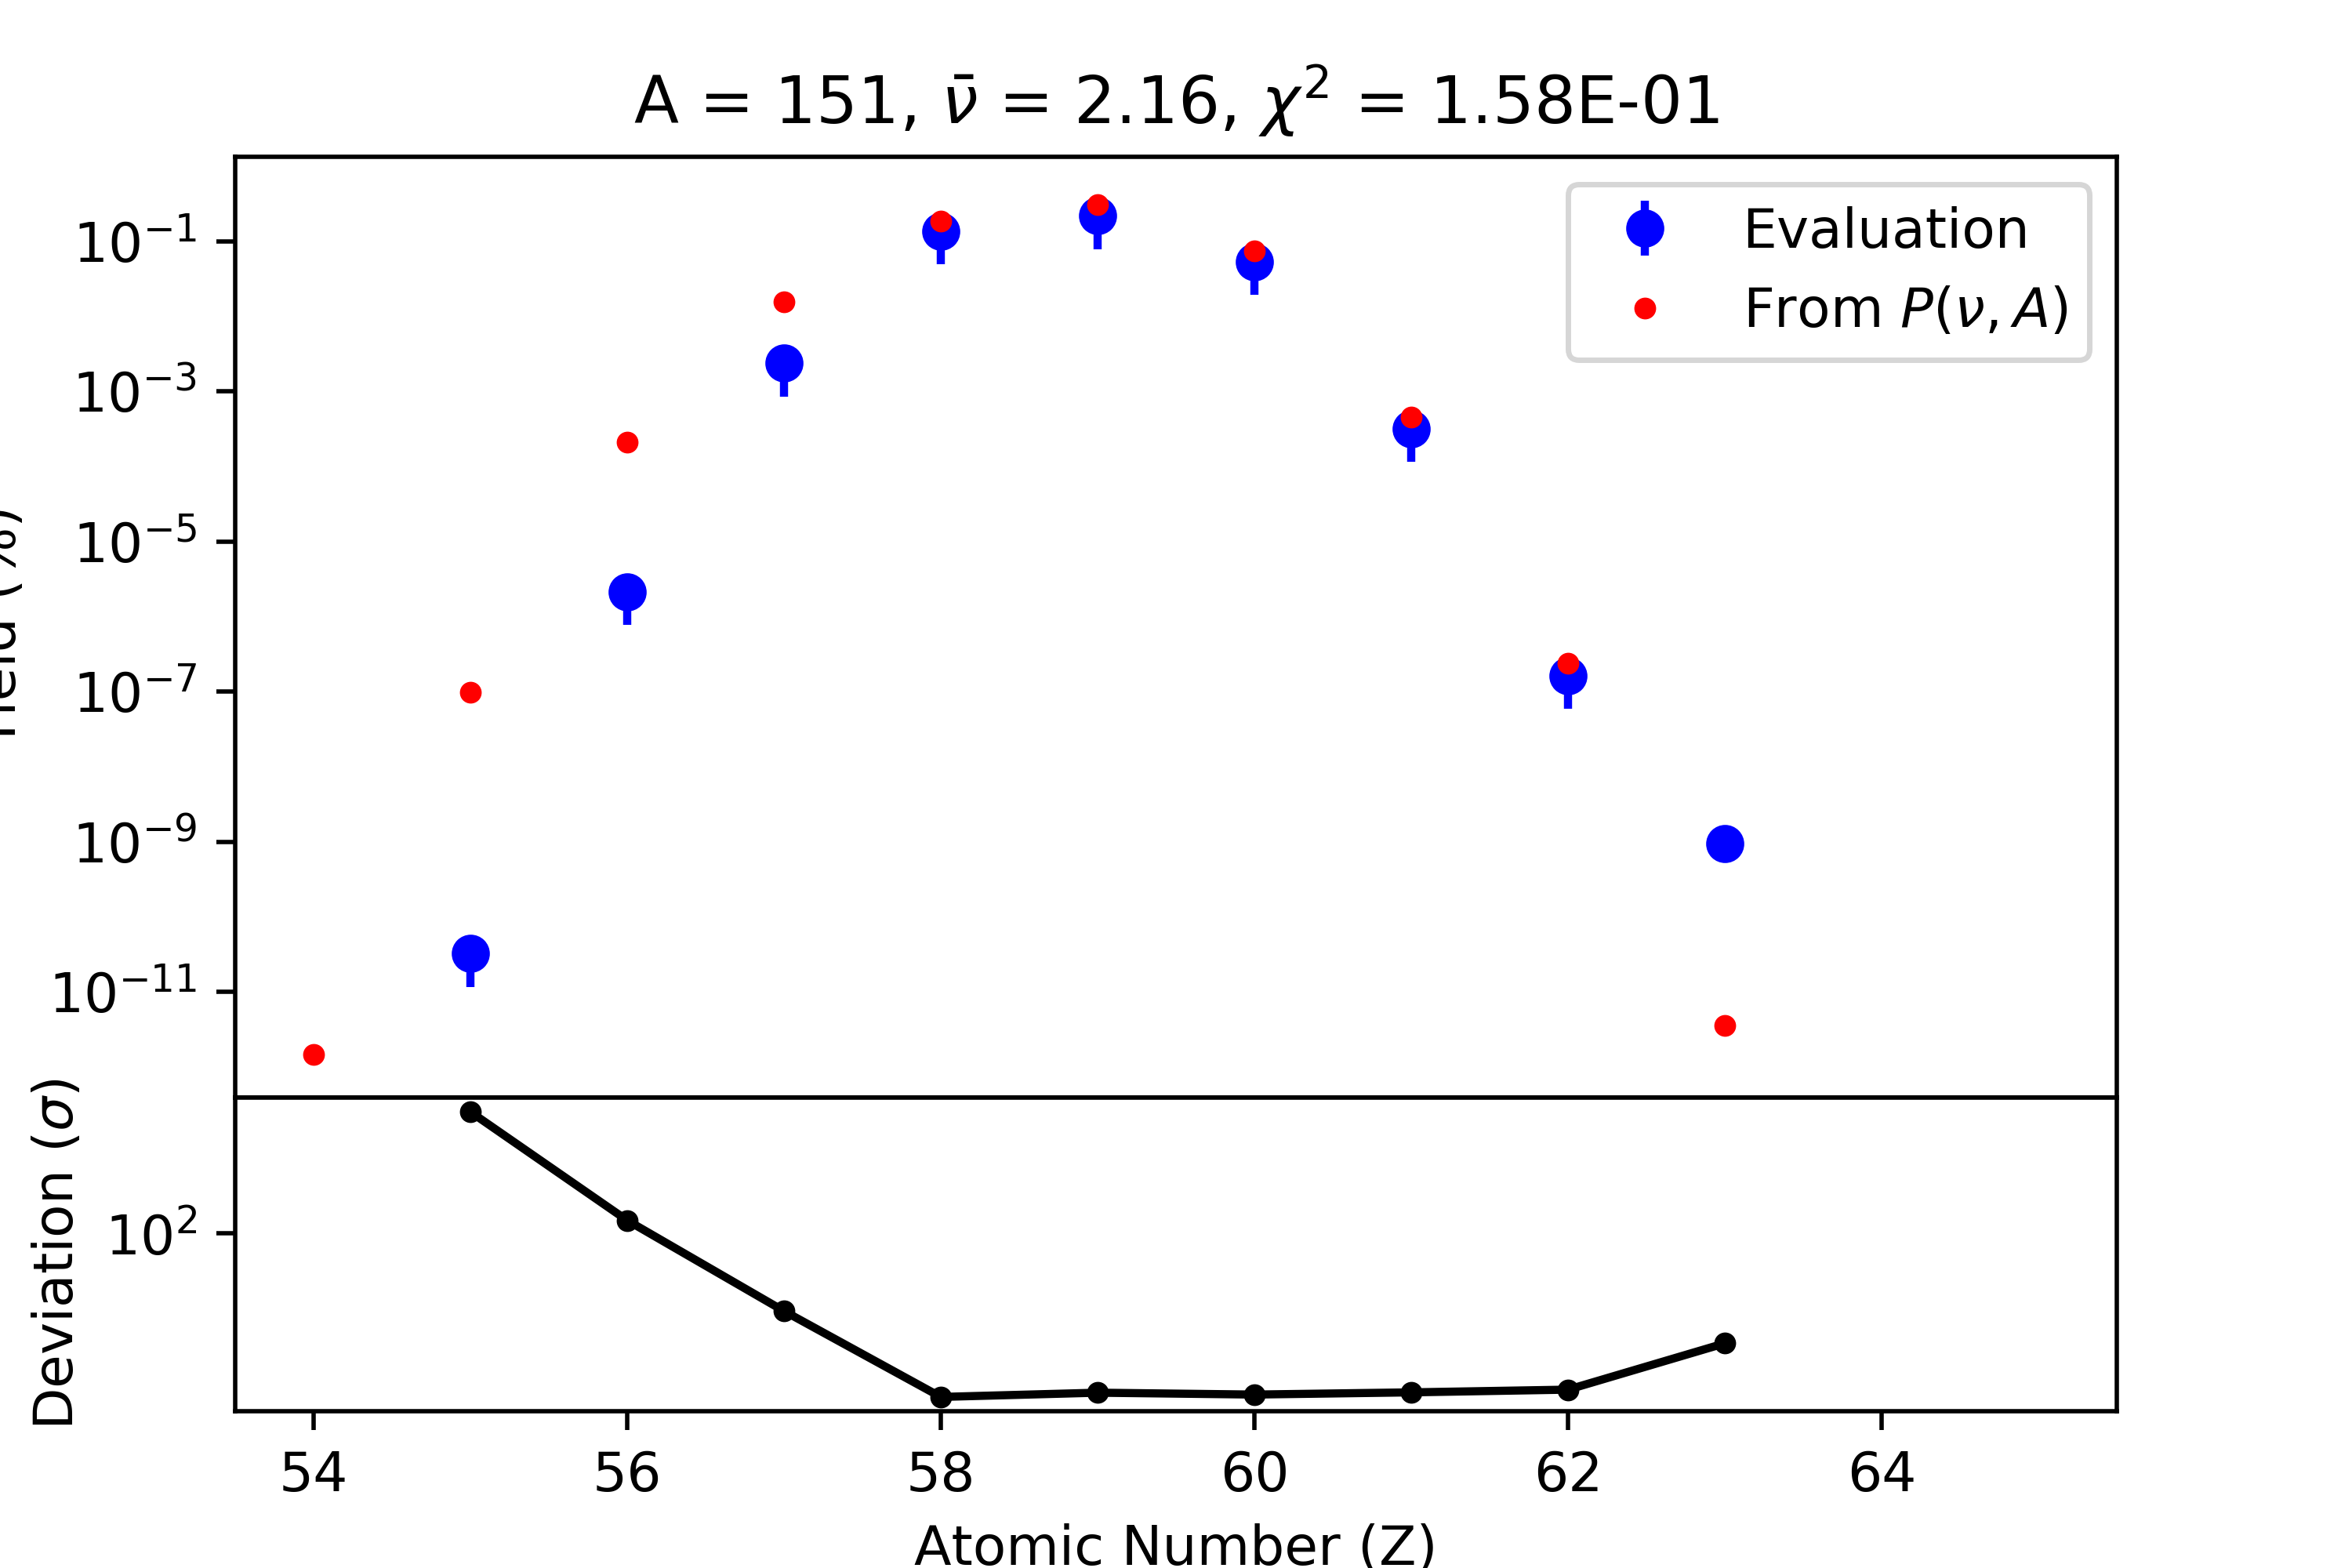 A = 151, ν̄ = 2.16, χ² = 1.58E-01
Evaluation
From P(ν, A)
10⁻¹
10⁻³
10⁻⁵
10⁻⁷
10⁻⁹
10⁻¹¹
(%)
Deviation (σ)
10²
54 56 58 60 62 64
Atomic Number (Z)